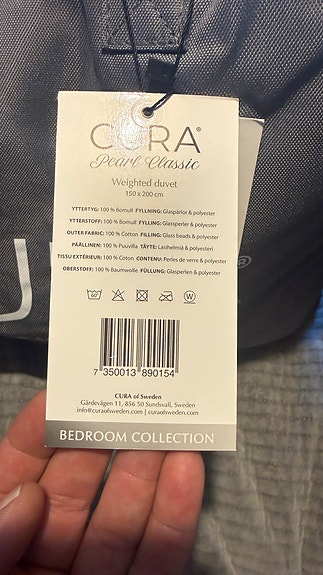 CURA®
Pearl Classic
Weighted duvet
150 x 200 cm
YTTERTYG: 100 % Bomull FYLLNING: Glaspärlor & polyester
YTTERSTOFF: 100 % Bomull FYLLING: Glassperler & polyester
OUTER FABRIC: 100 % Cotton FILLING: Glass beads & polyester
PÄÄLLINEN: 100 % Puuvilla TÄYTE: Lasihelmiä & polyesteri
TISSU EXTÉRIEUR: 100 % Coton CONTENU: Perles de verre & polyester
OBERSTOFF: 100 % Baumwolle FÜLLUNG: Glasperlen & polyester
60°
W
7 350013 890154
CURA of Sweden
Gärdevägen 11, 856 50 Sundsvall, Sweden
info@curaofsweden.com | curaofsweden.com
BEDROOM COLLECTION